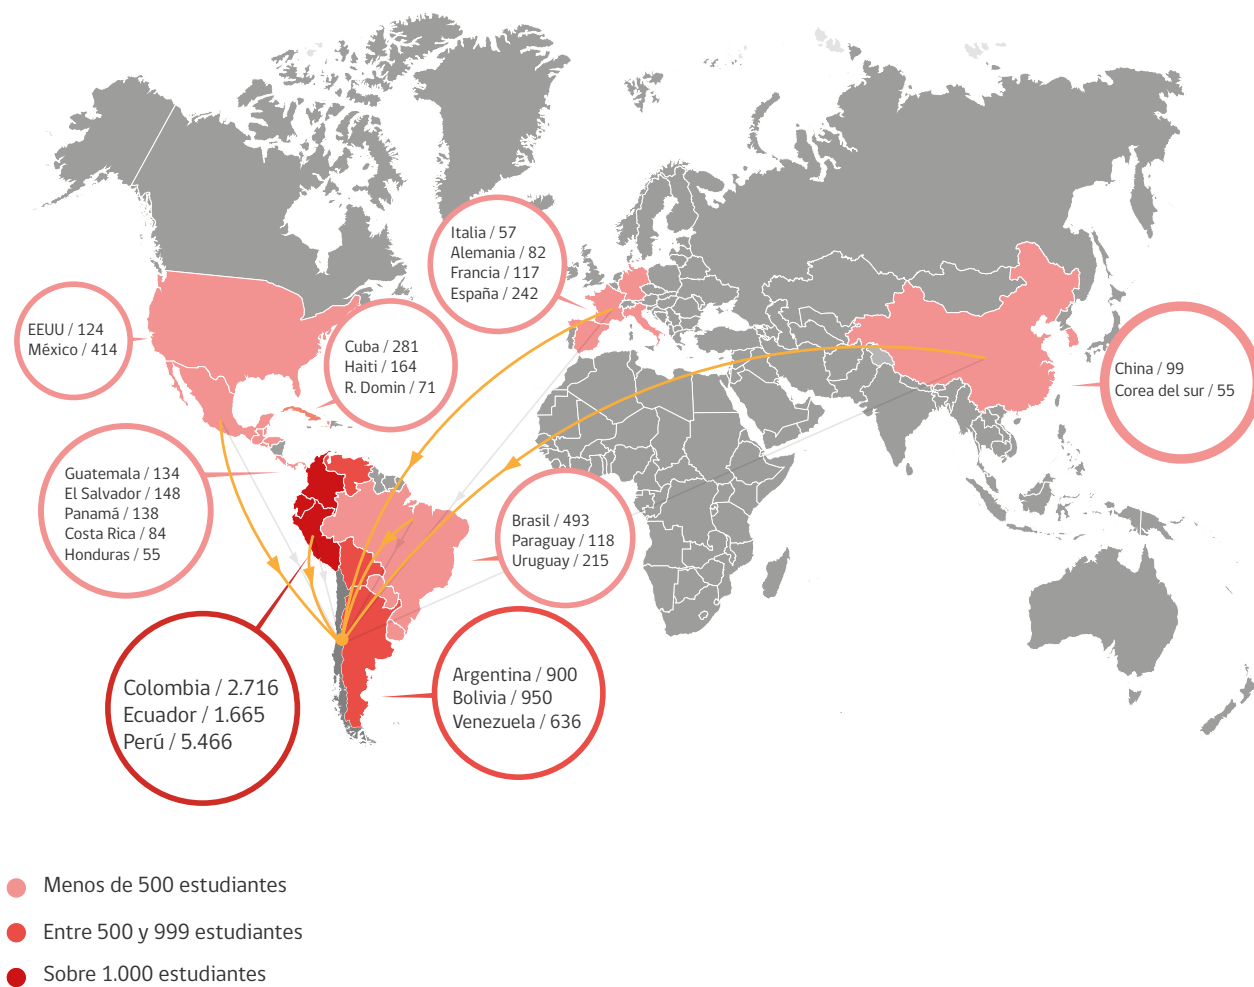 Italia / 57
Alemania / 82
Francia / 117
España / 242
EEUU / 124
México / 414
Cuba / 281
Haiti / 164
R. Domin / 71
China / 99
Corea del sur / 55
Guatemala / 134
El Salvador / 148
Panamá / 138
Costa Rica / 84
Honduras / 55
Brasil / 493
Paraguay / 118
Uruguay / 215
Colombia / 2.716
Ecuador / 1.665
Perú / 5.466
Argentina / 900
Bolivia / 950
Venezuela / 636
Menos de 500 estudiantes
Entre 500 y 999 estudiantes
Sobre 1.000 estudiantes